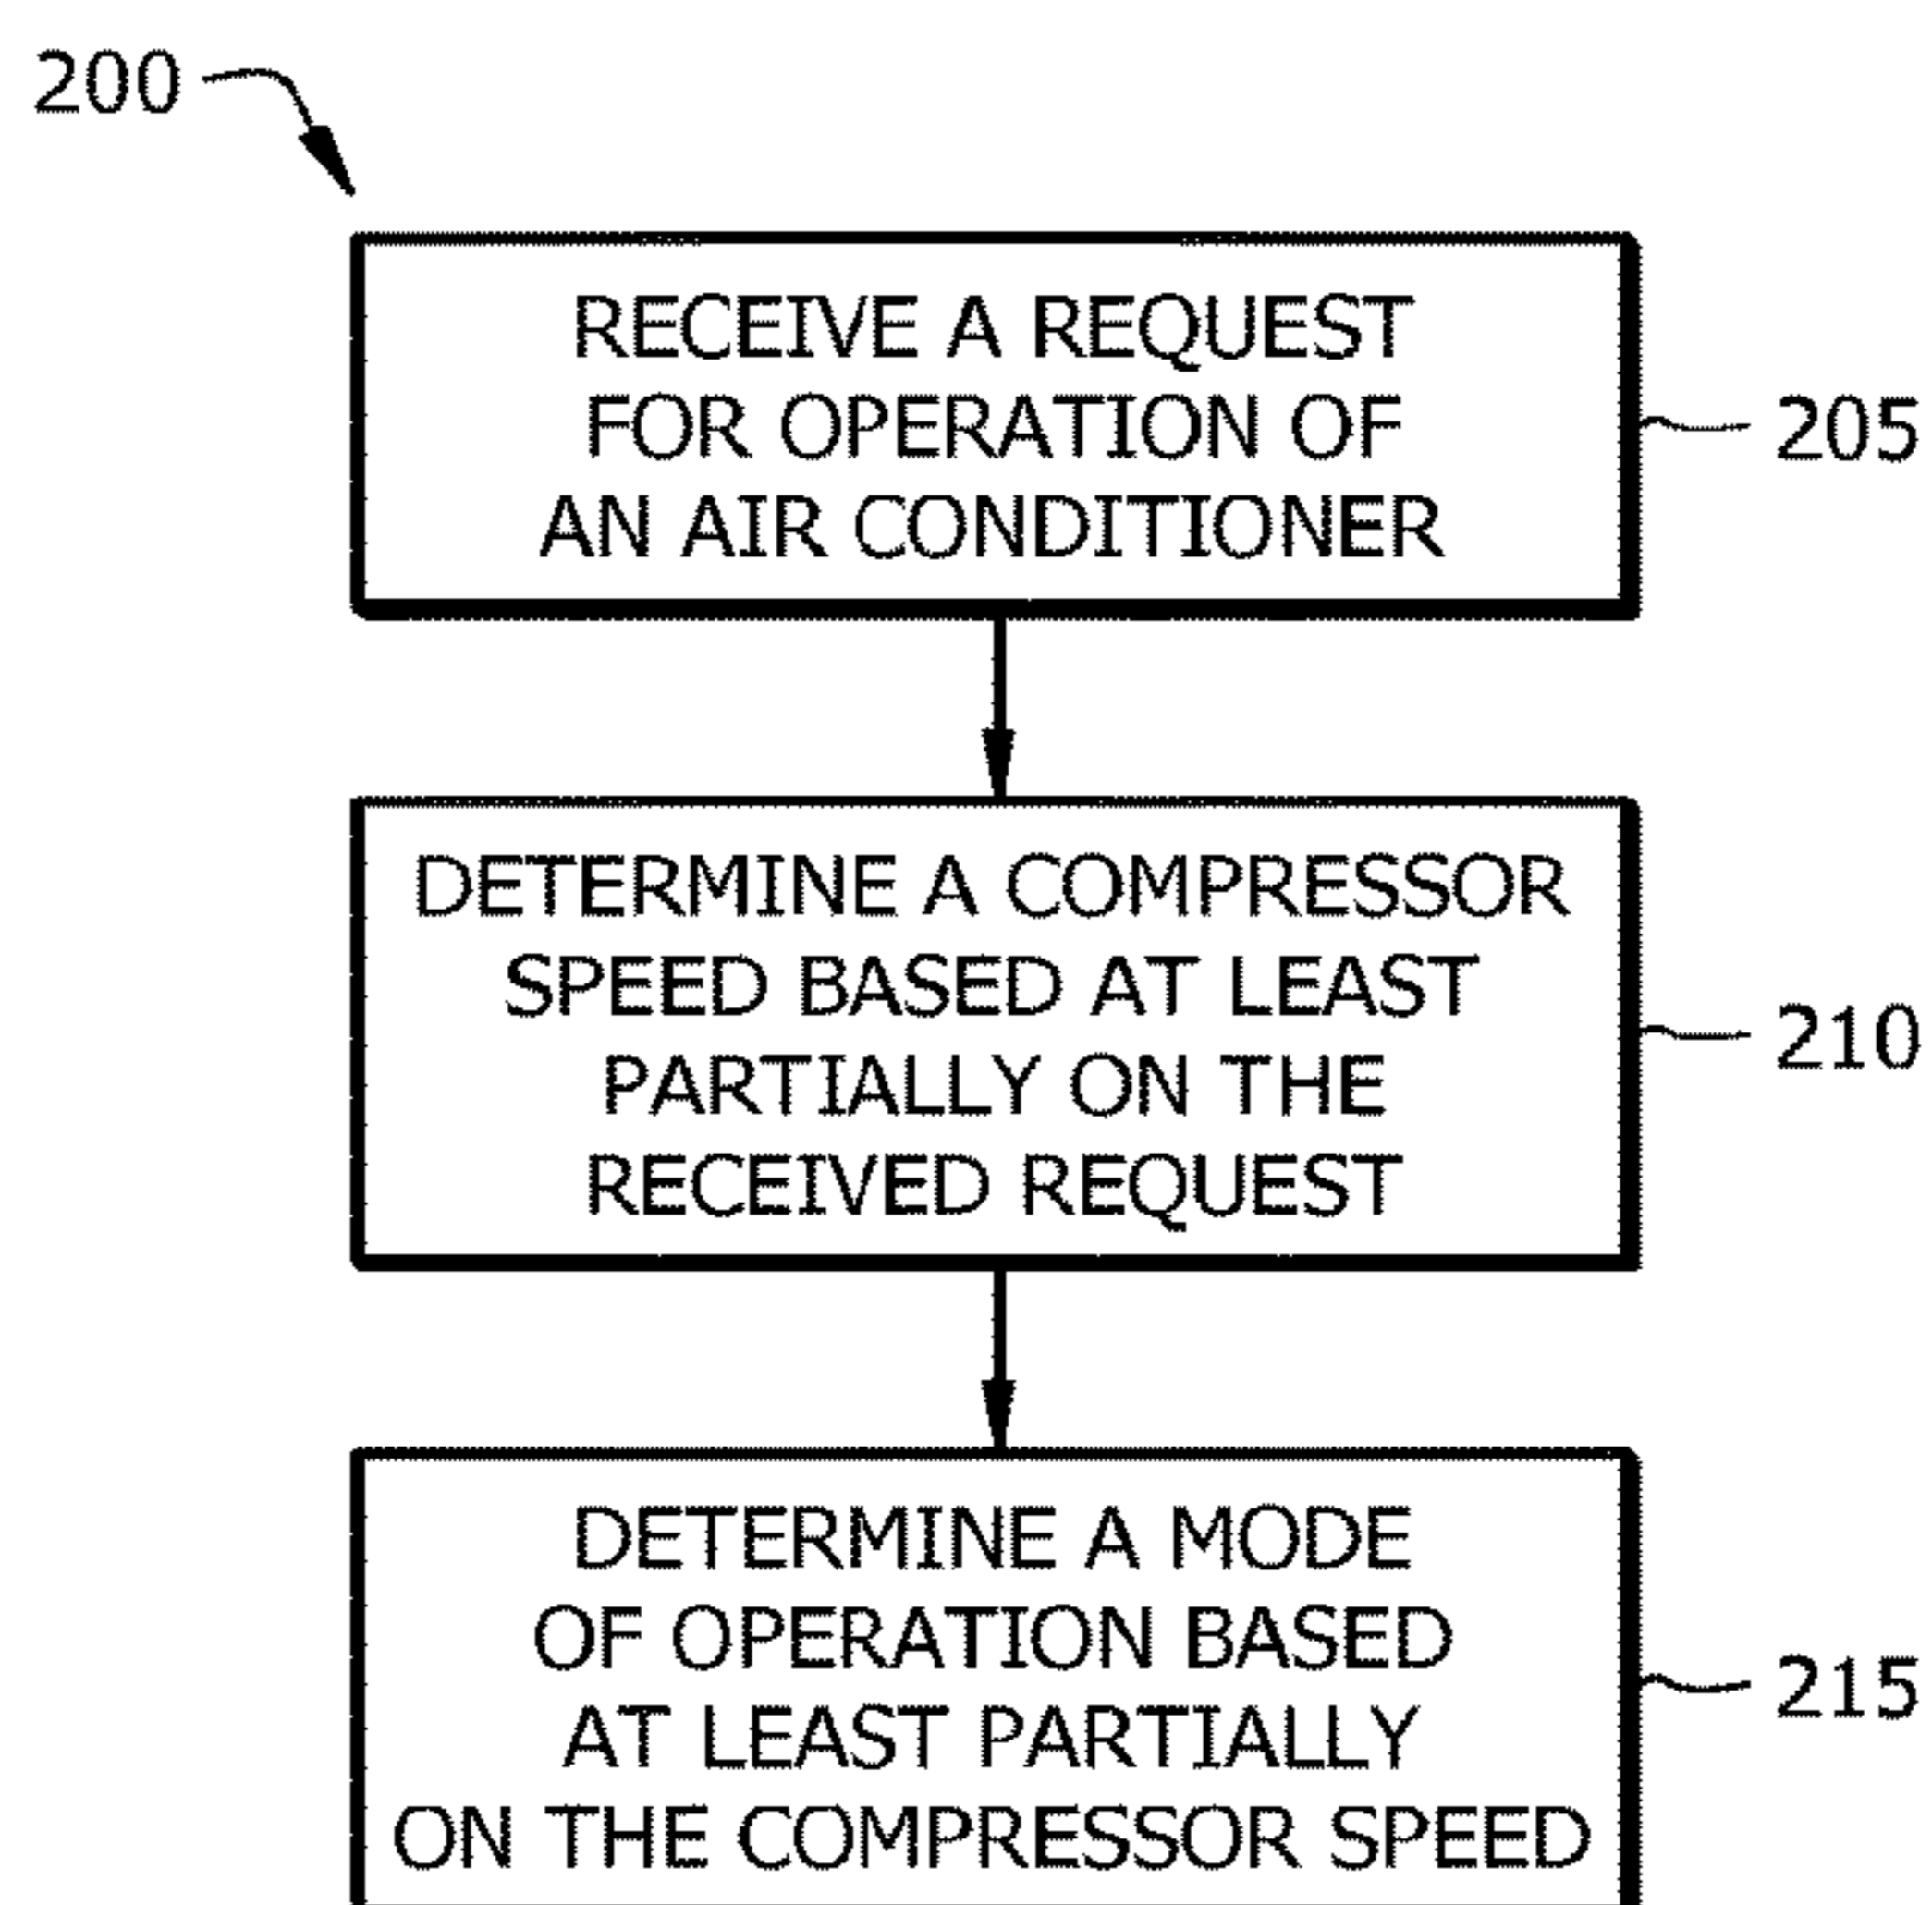 200
RECEIVE A REQUEST
FOR OPERATION OF
AN AIR CONDITIONER
205
DETERMINE A COMPRESSOR
SPEED BASED AT LEAST
PARTIALLY ON THE
RECEIVED REQUEST
210
DETERMINE A MODE
OF OPERATION BASED
AT LEAST PARTIALLY
ON THE COMPRESSOR SPEED
215